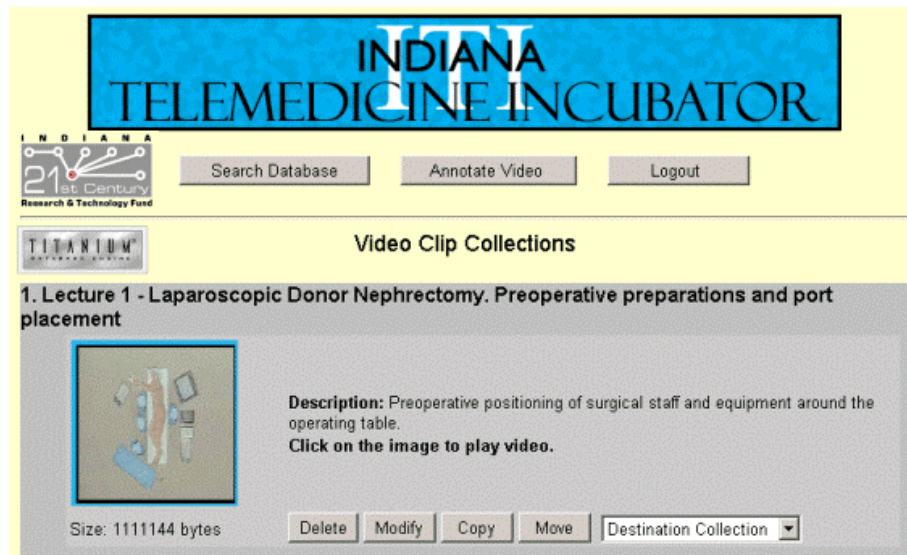 ITI
INDIANA
TELEMEDICINE INCUBATOR
INDIANA
21st Century
Research & Technology Fund
Search Database
Annotate Video
Logout
TITANIUM
Video Clip Collections
1. Lecture 1 - Laparoscopic Donor Nephrectomy. Preoperative preparations and port
placement
Description: Preoperative positioning of surgical staff and equipment around the
operating table.
Click on the image to play video.
Size: 1111144 bytes
Delete
Modify
Copy
Move
Destination Collection